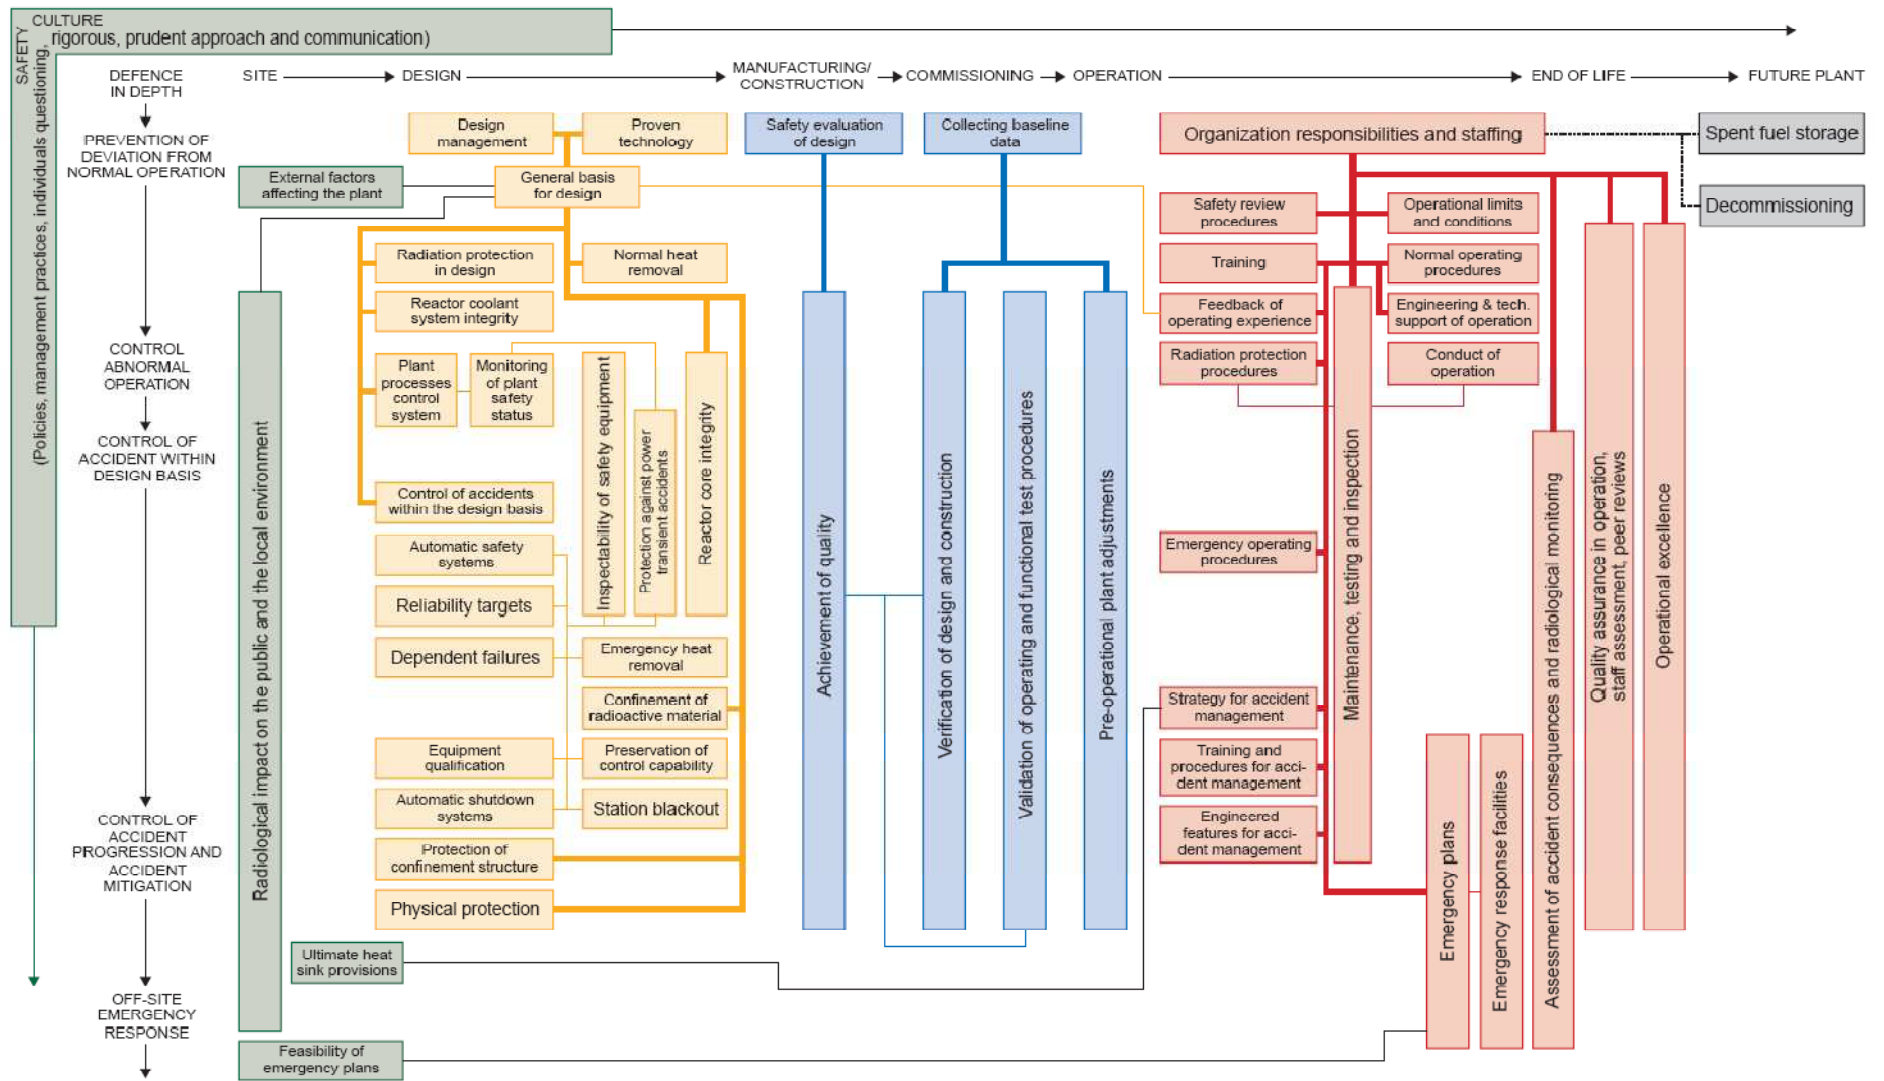 CULTURE
SAFETY
rigorous, prudent approach and communication)
(Policies, management practices, individuals questioning,
DEFENCE
IN DEPTH
SITE
DESIGN
MANUFACTURING/
CONSTRUCTION
COMMISSIONING
OPERATION
END OF LIFE
FUTURE PLANT
PREVENTION OF
DEVIATION FROM
NORMAL OPERATION
CONTROL
ABNORMAL
OPERATION
CONTROL OF
ACCIDENT WITHIN
DESIGN BASIS
CONTROL OF
ACCIDENT
PROGRESSION AND
ACCIDENT
MITIGATION
OFF-SITE
EMERGENCY
RESPONSE
External factors
affecting the plant
Radiological impact on the public and the local environment
Ultimate heat
sink provisions
Feasibility of
emergency plans
Design
management
Proven
technology
General basis
for design
Radiation protection
in design
Normal heat
removal
Reactor coolant
system integrity
Plant
processes
control
system
Monitoring
of plant
safety
status
Inspectability of safety equipment
Protection against power
transient accidents
Reactor core integrity
Control of accidents
within the design basis
Automatic safety
systems
Reliability targets
Dependent failures
Emergency heat
removal
Confinement of
radioactive material
Equipment
qualification
Preservation of
control capability
Automatic shutdown
systems
Station blackout
Protection of
confinement structure
Physical protection
Safety evaluation
of design
Collecting baseline
data
Achievement of quality
Verification of design and construction
Validation of operating and functional test procedures
Pre-operational plant adjustments
Organization responsibilities and staffing
Safety review
procedures
Operational limits
and conditions
Training
Normal operating
procedures
Feedback of
operating experience
Engineering & tech.
support of operation
Radiation protection
procedures
Conduct of
operation
Maintenance, testing and inspection
Emergency operating
procedures
Strategy for accident
management
Training and
procedures for acci-
dent management
Engineered
features for acci-
dent management
Emergency plans
Emergency response facilities
Assessment of accident consequences and radiological monitoring
Quality assurance in operation,
staff assessment, peer reviews
Operational excellence
Spent fuel storage
Decommissioning